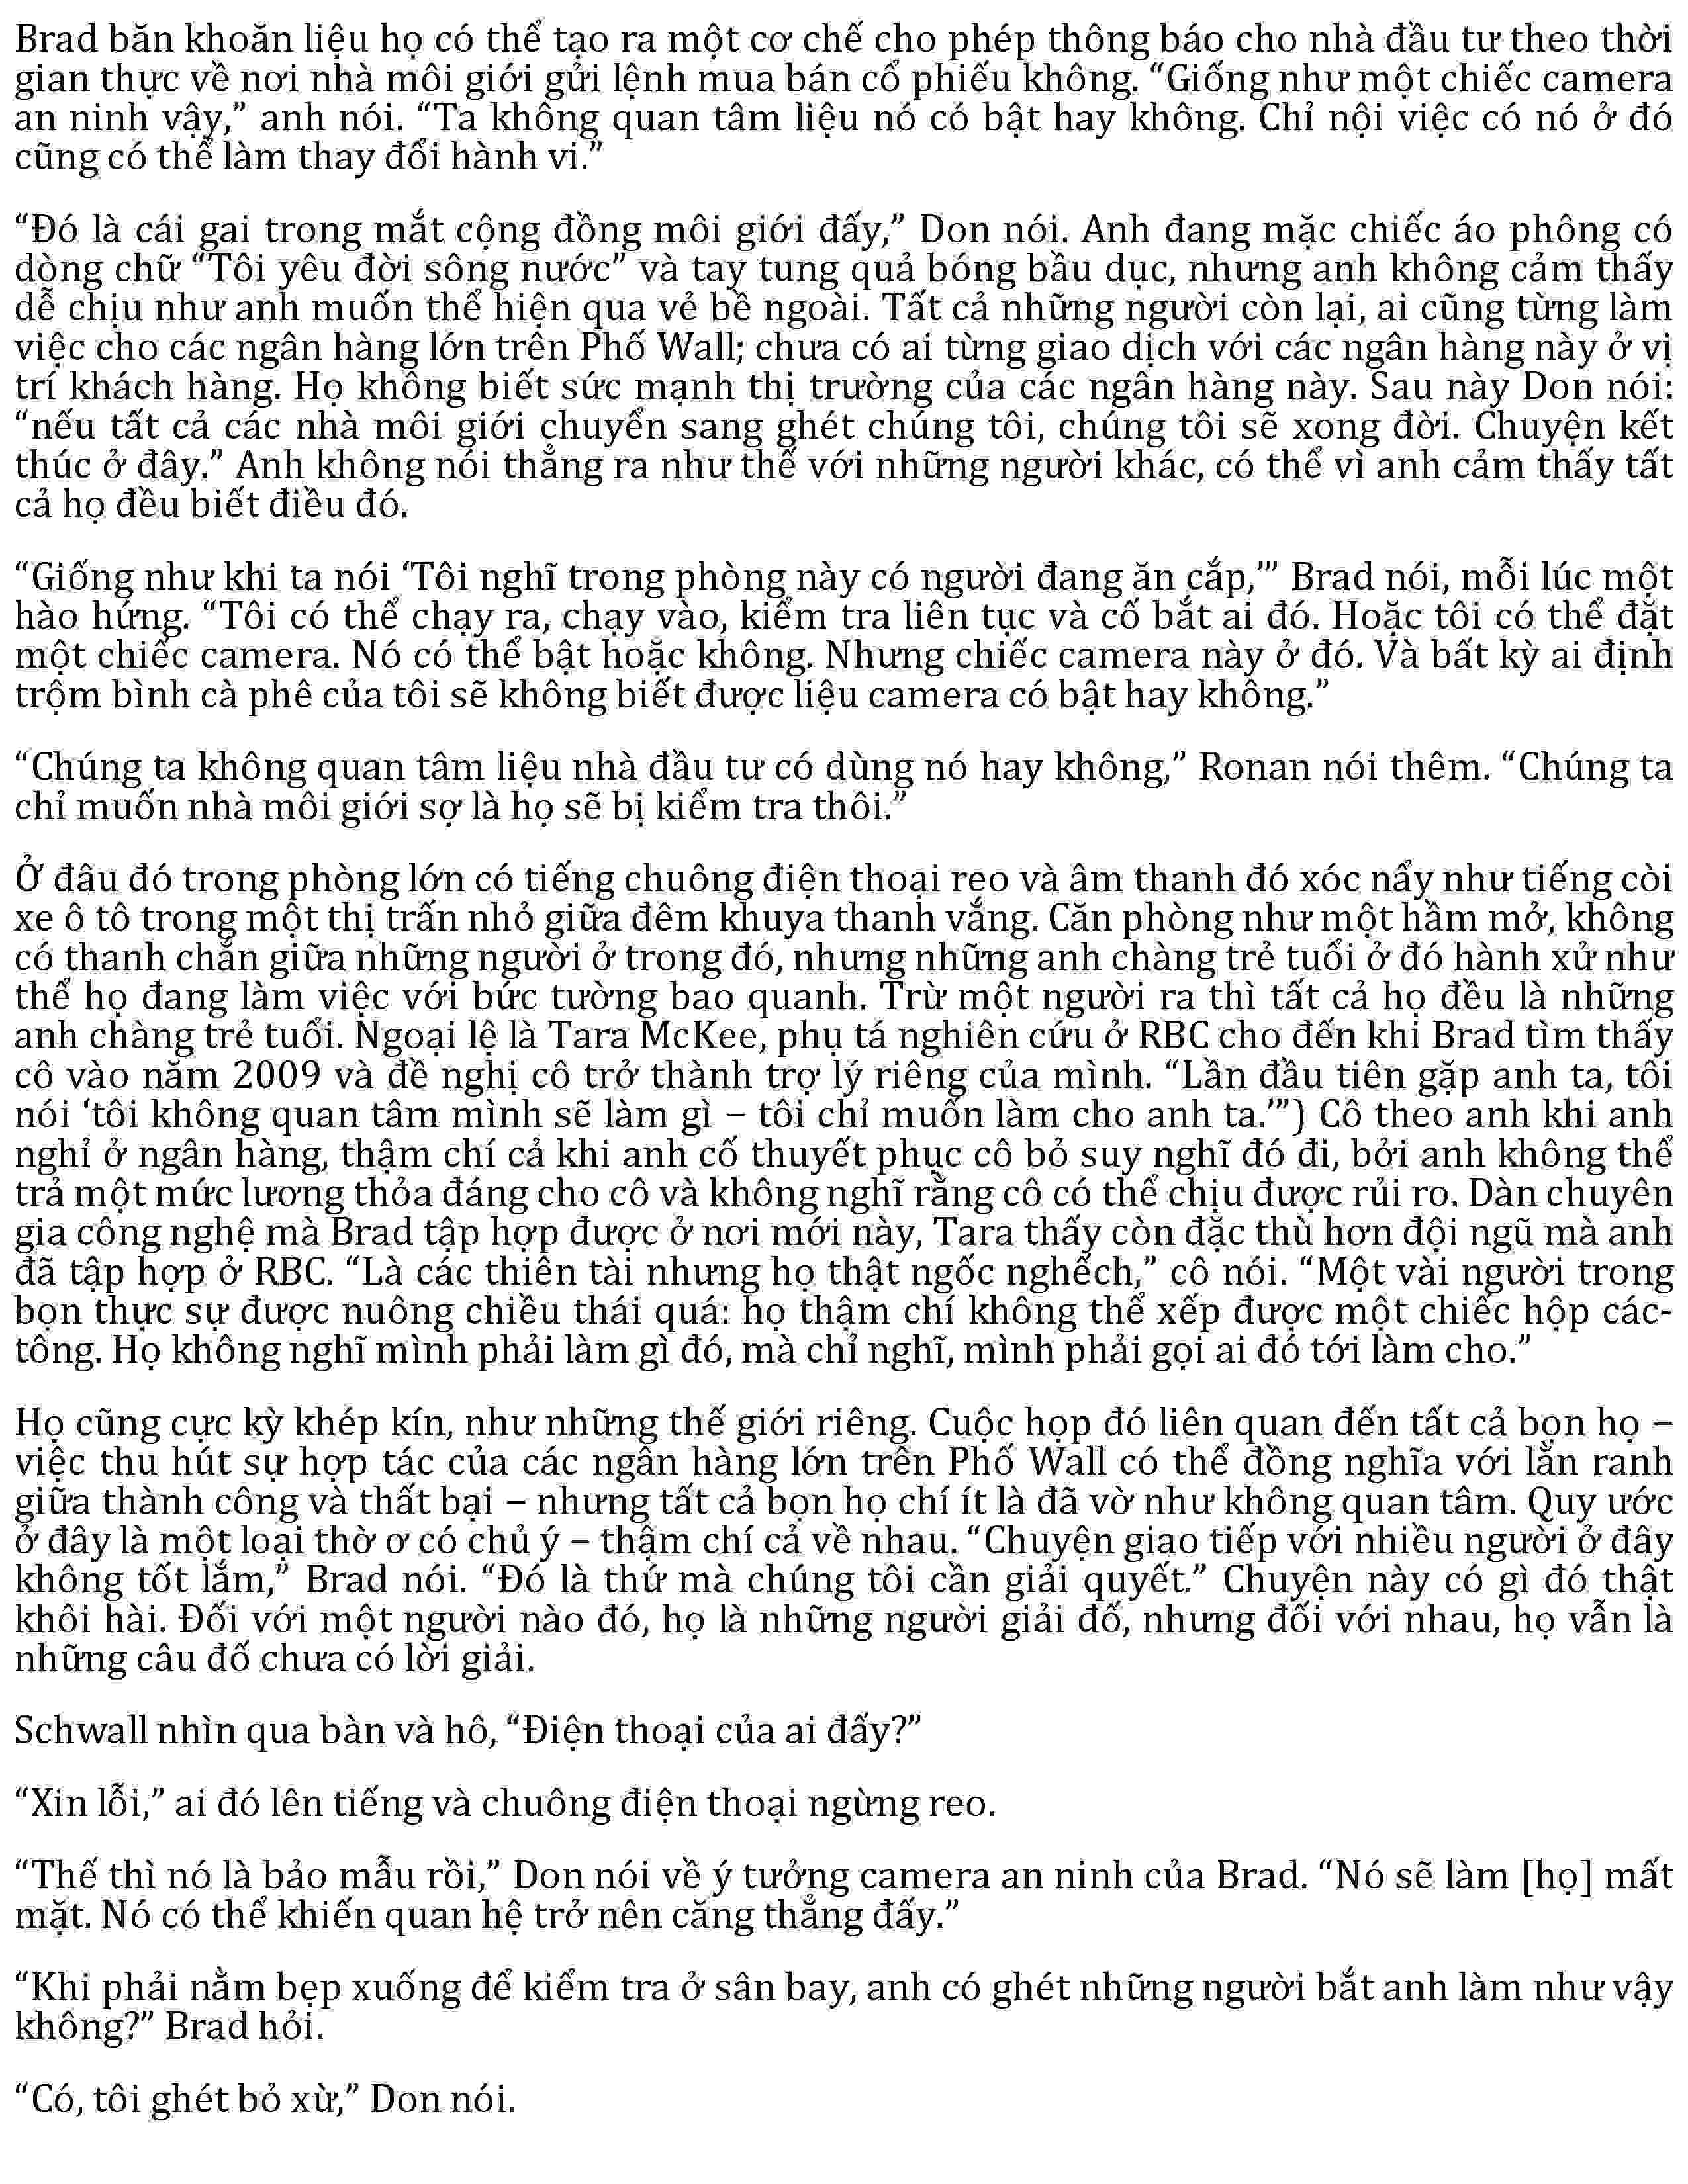 Brad băn khoăn liệu họ có thể tạo ra một cơ chế cho phép thông báo cho nhà đầu tư theo thời
gian thực về nơi nhà môi giới gửi lệnh mua bán cổ phiếu không. “Giống như một chiếc camera
an ninh vậy,” anh nói. “Ta không quan tâm liệu nó có bật hay không. Chỉ nội việc có nó ở đó
cũng có thể làm thay đổi hành vi.”
“Đó là cái gai trong mắt cộng đồng môi giới đấy,” Don nói. Anh đang mặc chiếc áo phông có
dòng chữ “Tôi yêu đời sông nước” và tay tung quả bóng bầu dục, nhưng anh không cảm thấy
dễ chịu như anh muốn thể hiện qua vẻ bề ngoài. Tất cả những người còn lại, ai cũng từng làm
việc cho các ngân hàng lớn trên Phố Wall; chưa có ai từng giao dịch với các ngân hàng này ở vị
trí khách hàng. Họ không biết sức mạnh thị trường của các ngân hàng này. Sau này Don nói:
“nếu tất cả các nhà môi giới chuyển sang ghét chúng tôi, chúng tôi sẽ xong đời. Chuyện kết
thúc ở đây.” Anh không nói thẳng ra như thế với những người khác, có thể vì anh cảm thấy tất
cả họ đều biết điều đó.
“Giống như khi ta nói ‘Tôi nghĩ trong phòng này có người đang ăn cắp,’” Brad nói, mỗi lúc một
hào hứng. “Tôi có thể chạy ra, chạy vào, kiểm tra liên tục và cố bắt ai đó. Hoặc tôi có thể đặt
một chiếc camera. Nó có thể bật hoặc không. Nhưng chiếc camera này ở đó. Và bất kỳ ai định
trộm bình cà phê của tôi sẽ không biết được liệu camera có bật hay không.”
“Chúng ta không quan tâm liệu nhà đầu tư có dùng nó hay không,” Ronan nói thêm. “Chúng ta
chỉ muốn nhà môi giới sợ là họ sẽ bị kiểm tra thôi.”
Ở đâu đó trong phòng lớn có tiếng chuông điện thoại reo và âm thanh đó xóc nẩy như tiếng còi
xe ô tô trong một thị trấn nhỏ giữa đêm khuya thanh vắng. Căn phòng như một hầm mở, không
có thanh chắn giữa những người ở trong đó, nhưng những anh chàng trẻ tuổi ở đó hành xử như
thể họ đang làm việc với bức tường bao quanh. Trừ một người ra thì tất cả họ đều là những
anh chàng trẻ tuổi. Ngoại lệ là Tara McKee, phụ tá nghiên cứu ở RBC cho đến khi Brad tìm thấy
cô vào năm 2009 và đề nghị cô trở thành trợ lý riêng của mình. “Lần đầu tiên gặp anh ta, tôi
nói ‘tôi không quan tâm mình sẽ làm gì – tôi chỉ muốn làm cho anh ta.’”) Cô theo anh khi anh
nghỉ ở ngân hàng, thậm chí cả khi anh cố thuyết phục cô bỏ suy nghĩ đó đi, bởi anh không thể
trả một mức lương thỏa đáng cho cô và không nghĩ rằng cô có thể chịu được rủi ro. Dàn chuyên
gia công nghệ mà Brad tập hợp được ở nơi mới này, Tara thấy còn đặc thù hơn đội ngũ mà anh
đã tập hợp ở RBC. “Là các thiên tài nhưng họ thật ngốc nghếch,” cô nói. “Một vài người trong
bọn thực sự được nuông chiều thái quá: họ thậm chí không thể xếp được một chiếc hộp các-
tông. Họ không nghĩ mình phải làm gì đó, mà chỉ nghĩ, mình phải gọi ai đó tới làm cho.”
Họ cũng cực kỳ khép kín, như những thế giới riêng. Cuộc họp đó liên quan đến tất cả bọn họ –
việc thu hút sự hợp tác của các ngân hàng lớn trên Phố Wall có thể đồng nghĩa với lằn ranh
giữa thành công và thất bại – nhưng tất cả bọn họ chí ít là đã vờ như không quan tâm. Quy ước
ở đây là một loại thờ ơ có chủ ý – thậm chí cả về nhau. “Chuyện giao tiếp với nhiều người ở đây
không tốt lắm,” Brad nói. “Đó là thứ mà chúng tôi cần giải quyết.” Chuyện này có gì đó thật
khôi hài. Đối với một người nào đó, họ là những người giải đố, nhưng đối với nhau, họ vẫn là
những câu đố chưa có lời giải.
Schwall nhìn qua bàn và hô, “Điện thoại của ai đấy?”
“Xin lỗi,” ai đó lên tiếng và chuông điện thoại ngừng reo.
“Thế thì nó là bảo mẫu rồi,” Don nói về ý tưởng camera an ninh của Brad. “Nó sẽ làm [họ] mất
mặt. Nó có thể khiến quan hệ trở nên căng thẳng đấy.”
“Khi phải nằm bẹp xuống để kiểm tra ở sân bay, anh có ghét những người bắt anh làm như vậy
không?” Brad hỏi.
“Có, tôi ghét bỏ xừ,” Don nói.